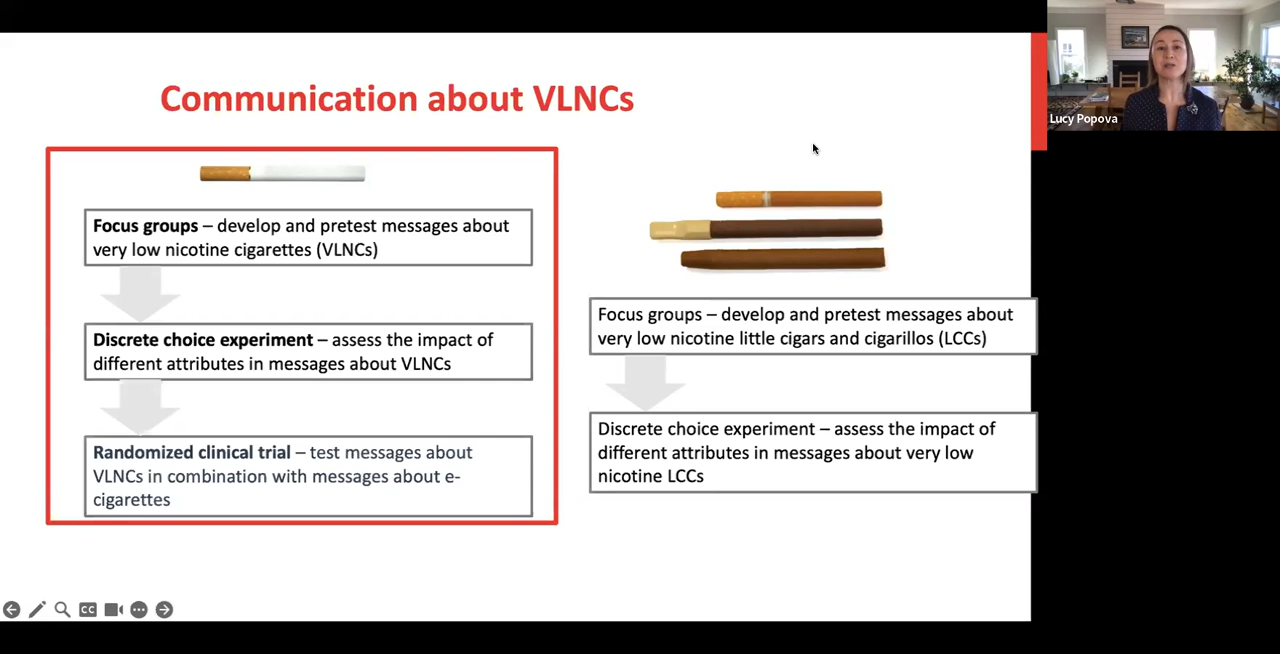 Communication about VLNCs
Focus groups – develop and pretest messages about
very low nicotine cigarettes (VLNCs)
Discrete choice experiment – assess the impact of
different attributes in messages about VLNCs
Randomized clinical trial – test messages about
VLNCs in combination with messages about e-
cigarettes
Focus groups – develop and pretest messages about
very low nicotine little cigars and cigarillos (LCCs)
Discrete choice experiment – assess the impact of
different attributes in messages about very low
nicotine LCCs
Lucy Popova
CC